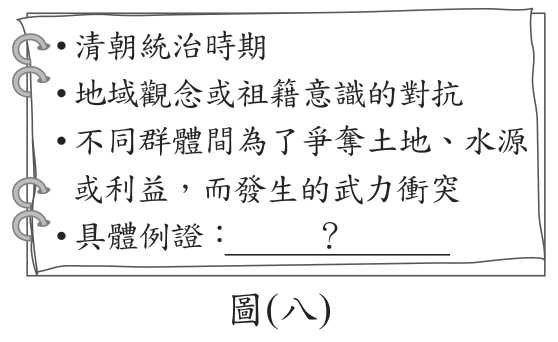 •清朝統治時期
•地域觀念或祖籍意識的對抗
•不同群體間為了爭奪土地、水源
或利益，而發生的武力衝突
•具體例證：？
圖(八)